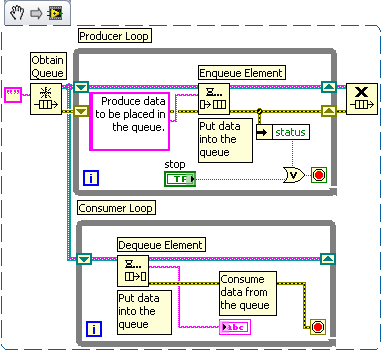 Producer Loop
Obtain
Queue
Enqueue Element
""
Produce data
to be placed in
the queue.
Put data
into the
queue
status
stop
TF
V
i
Consumer Loop
Dequeue Element
Put data
into the
queue
Consume
data from
the queue
abc
i